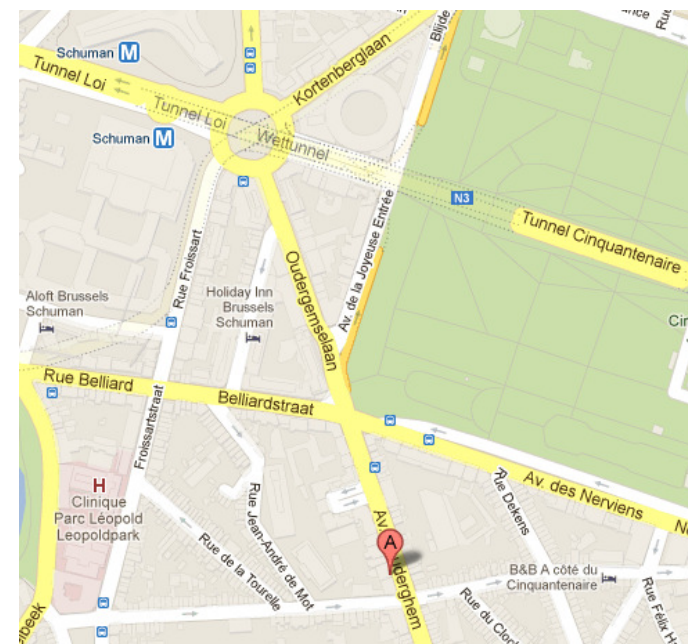 Schuman M
Tunnel Loi
Tunnel Loi
Schuman M
Wettunnel
Kortenberglaan
Blijde
Rue
N3
Tunnel Cinquantenaire
Av. de la Joyeuse Entrée
Rue Froissart
Oudergemselaan
Aloft Brussels
Schuman
Holiday Inn
Brussels
Schuman
Rue Belliard
Belliardstraat
Froissartstraat
H
Clinique
Parc Léopold
Leopoldpark
Rue Jean-André de Mot
Rue de la Tourelle
Av. des Nerviens
Rue Dekens
A
B&B A côté du
Cinquantenaire